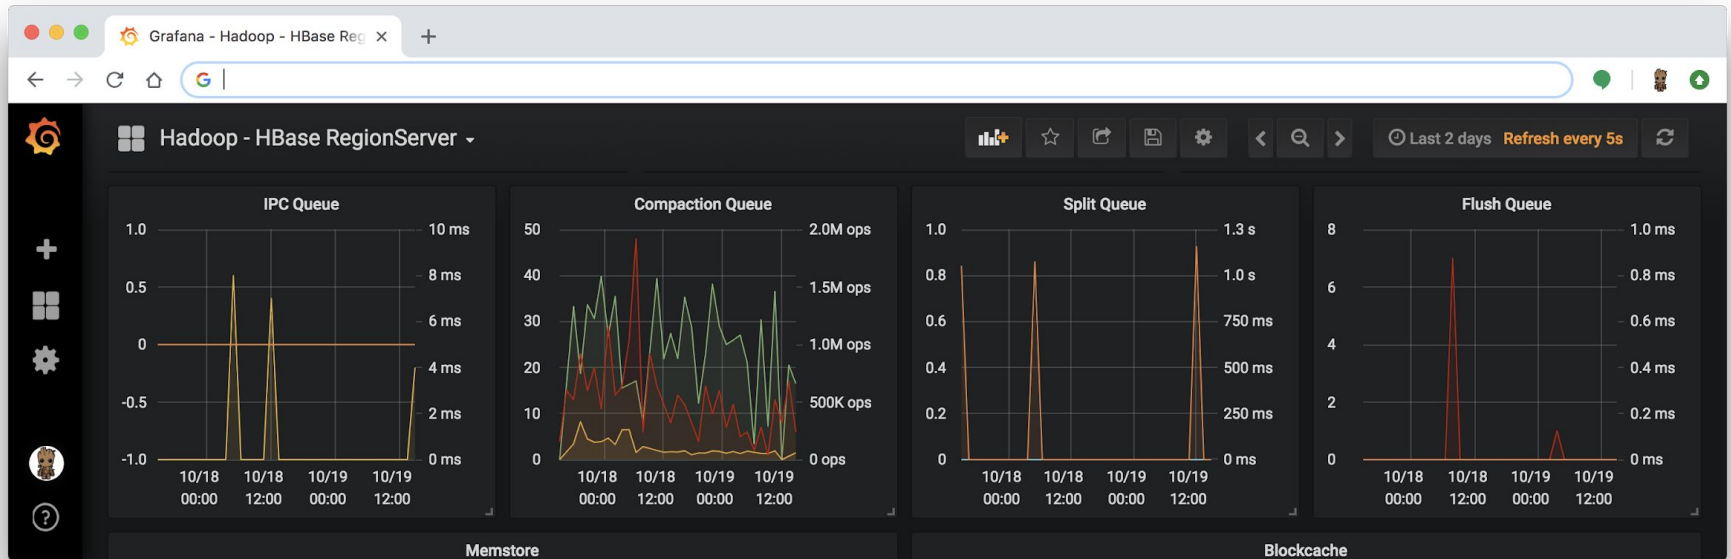 Grafana - Hadoop - HBase Reg
Hadoop - HBase RegionServer
Last 2 days Refresh every 5s
IPC Queue
1.0
0.5
0
-0.5
-1.0
10 ms
8 ms
6 ms
4 ms
2 ms
0 ms
10/18 10/18 10/19 10/19
00:00 12:00 00:00 12:00
Compaction Queue
50
40
30
20
10
0
2.0M ops
1.5M ops
1.0M ops
500K ops
0 ops
10/18 10/18 10/19 10/19
00:00 12:00 00:00 12:00
Split Queue
1.0
0.8
0.6
0.4
0.2
0
1.3 s
1.0 s
750 ms
500 ms
250 ms
0 ms
10/18 10/18 10/19 10/19
00:00 12:00 00:00 12:00
Flush Queue
8
6
4
2
0
1.0 ms
0.8 ms
0.6 ms
0.4 ms
0.2 ms
0 ms
10/18 10/18 10/19 10/19
00:00 12:00 00:00 12:00
Memstore
Blockcache